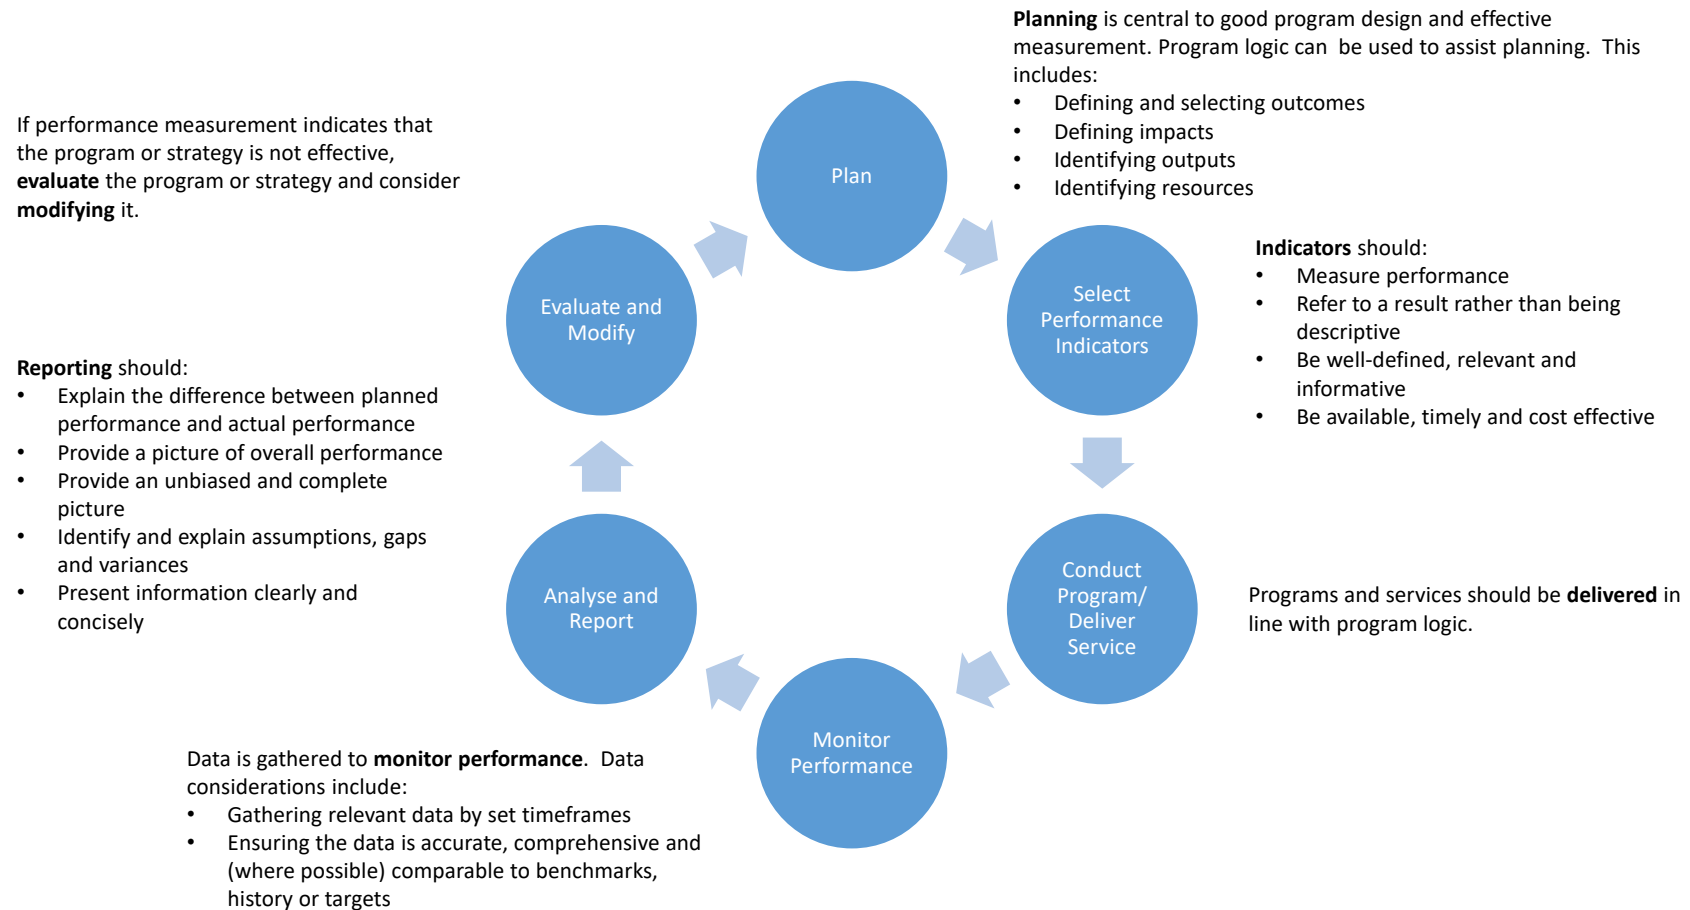 Planning is central to good program design and effective
measurement. Program logic can  be used to assist planning.  This
includes:
• Defining and selecting outcomes
• Defining impacts
• Identifying outputs
• Identifying resources
If performance measurement indicates that
the program or strategy is not effective,
evaluate the program or strategy and consider
modifying it.
Plan
Indicators should:
• Measure performance
• Refer to a result rather than being
descriptive
• Be well-defined, relevant and
informative
• Be available, timely and cost effective
Select
Performance
Indicators
Evaluate and
Modify
Reporting should:
• Explain the difference between planned
performance and actual performance
• Provide a picture of overall performance
• Provide an unbiased and complete
picture
• Identify and explain assumptions, gaps
and variances
• Present information clearly and
concisely
Analyse and
Report
Conduct
Program/
Deliver
Service
Programs and services should be delivered in
line with program logic.
Monitor
Performance
Data is gathered to monitor performance.  Data
considerations include:
• Gathering relevant data by set timeframes
• Ensuring the data is accurate, comprehensive and
(where possible) comparable to benchmarks,
history or targets